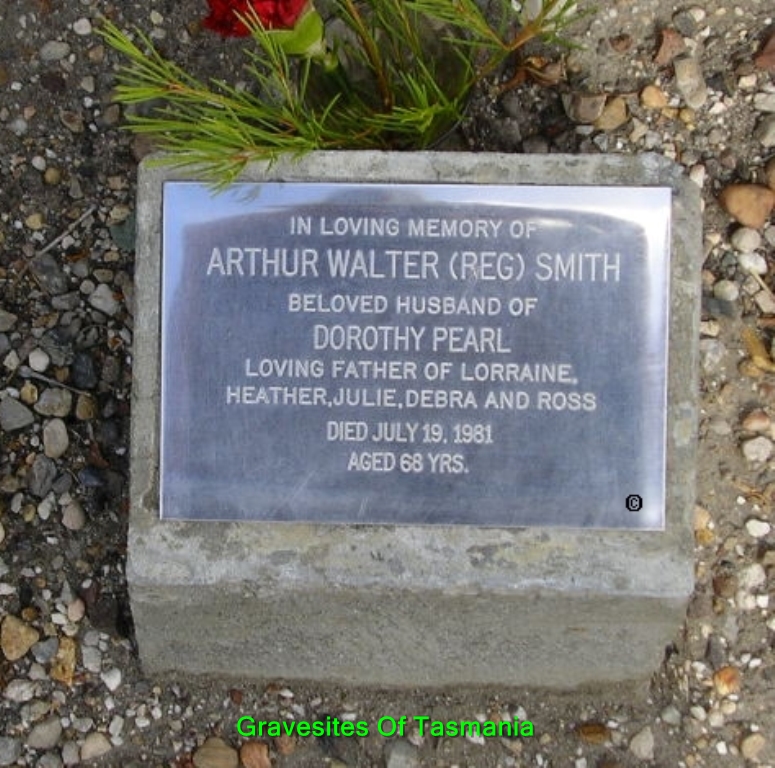 IN LOVING MEMORY OF
ARTHUR WALTER (REG) SMITH
BELOVED HUSBAND OF
DOROTHY PEARL
LOVING FATHER OF LORRAINE,
HEATHER, JULIE, DEBRA AND ROSS
DIED JULY 19. 1981
AGED 68 YRS.
©
Gravesites Of Tasmania